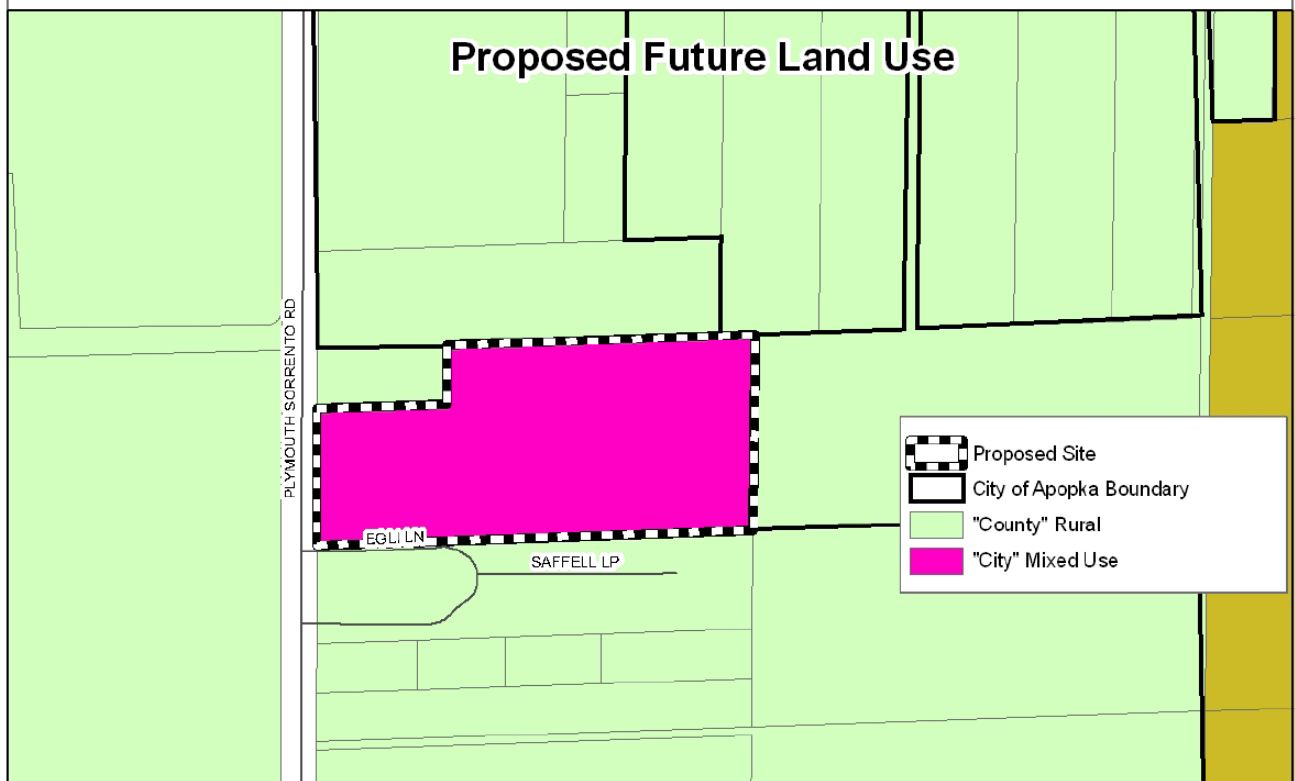 Proposed Future Land Use
PLYMOUTH SORRENTO RD
EGLI LN
SAFFELL LP
Proposed Site
City of Apopka Boundary
"County" Rural
"City" Mixed Use